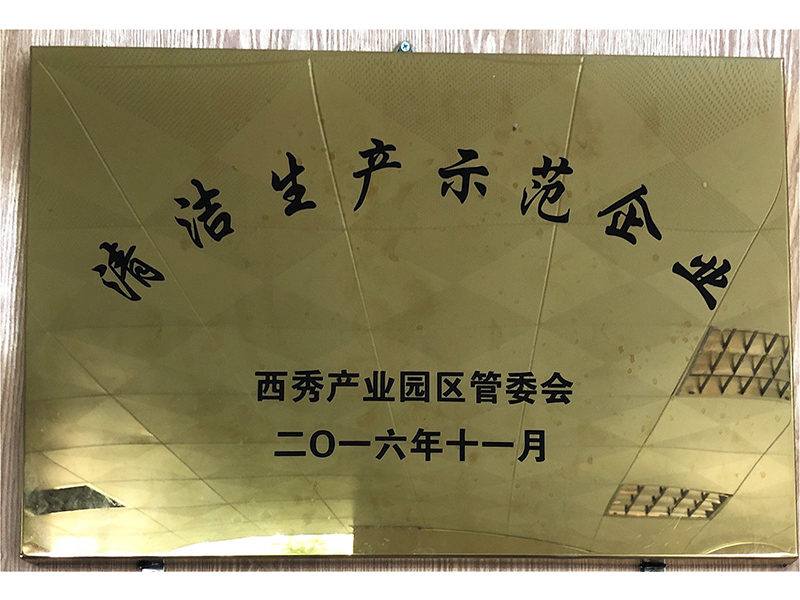 清洁生产示范企业
西秀产业园区管委会
二〇一六年十一月